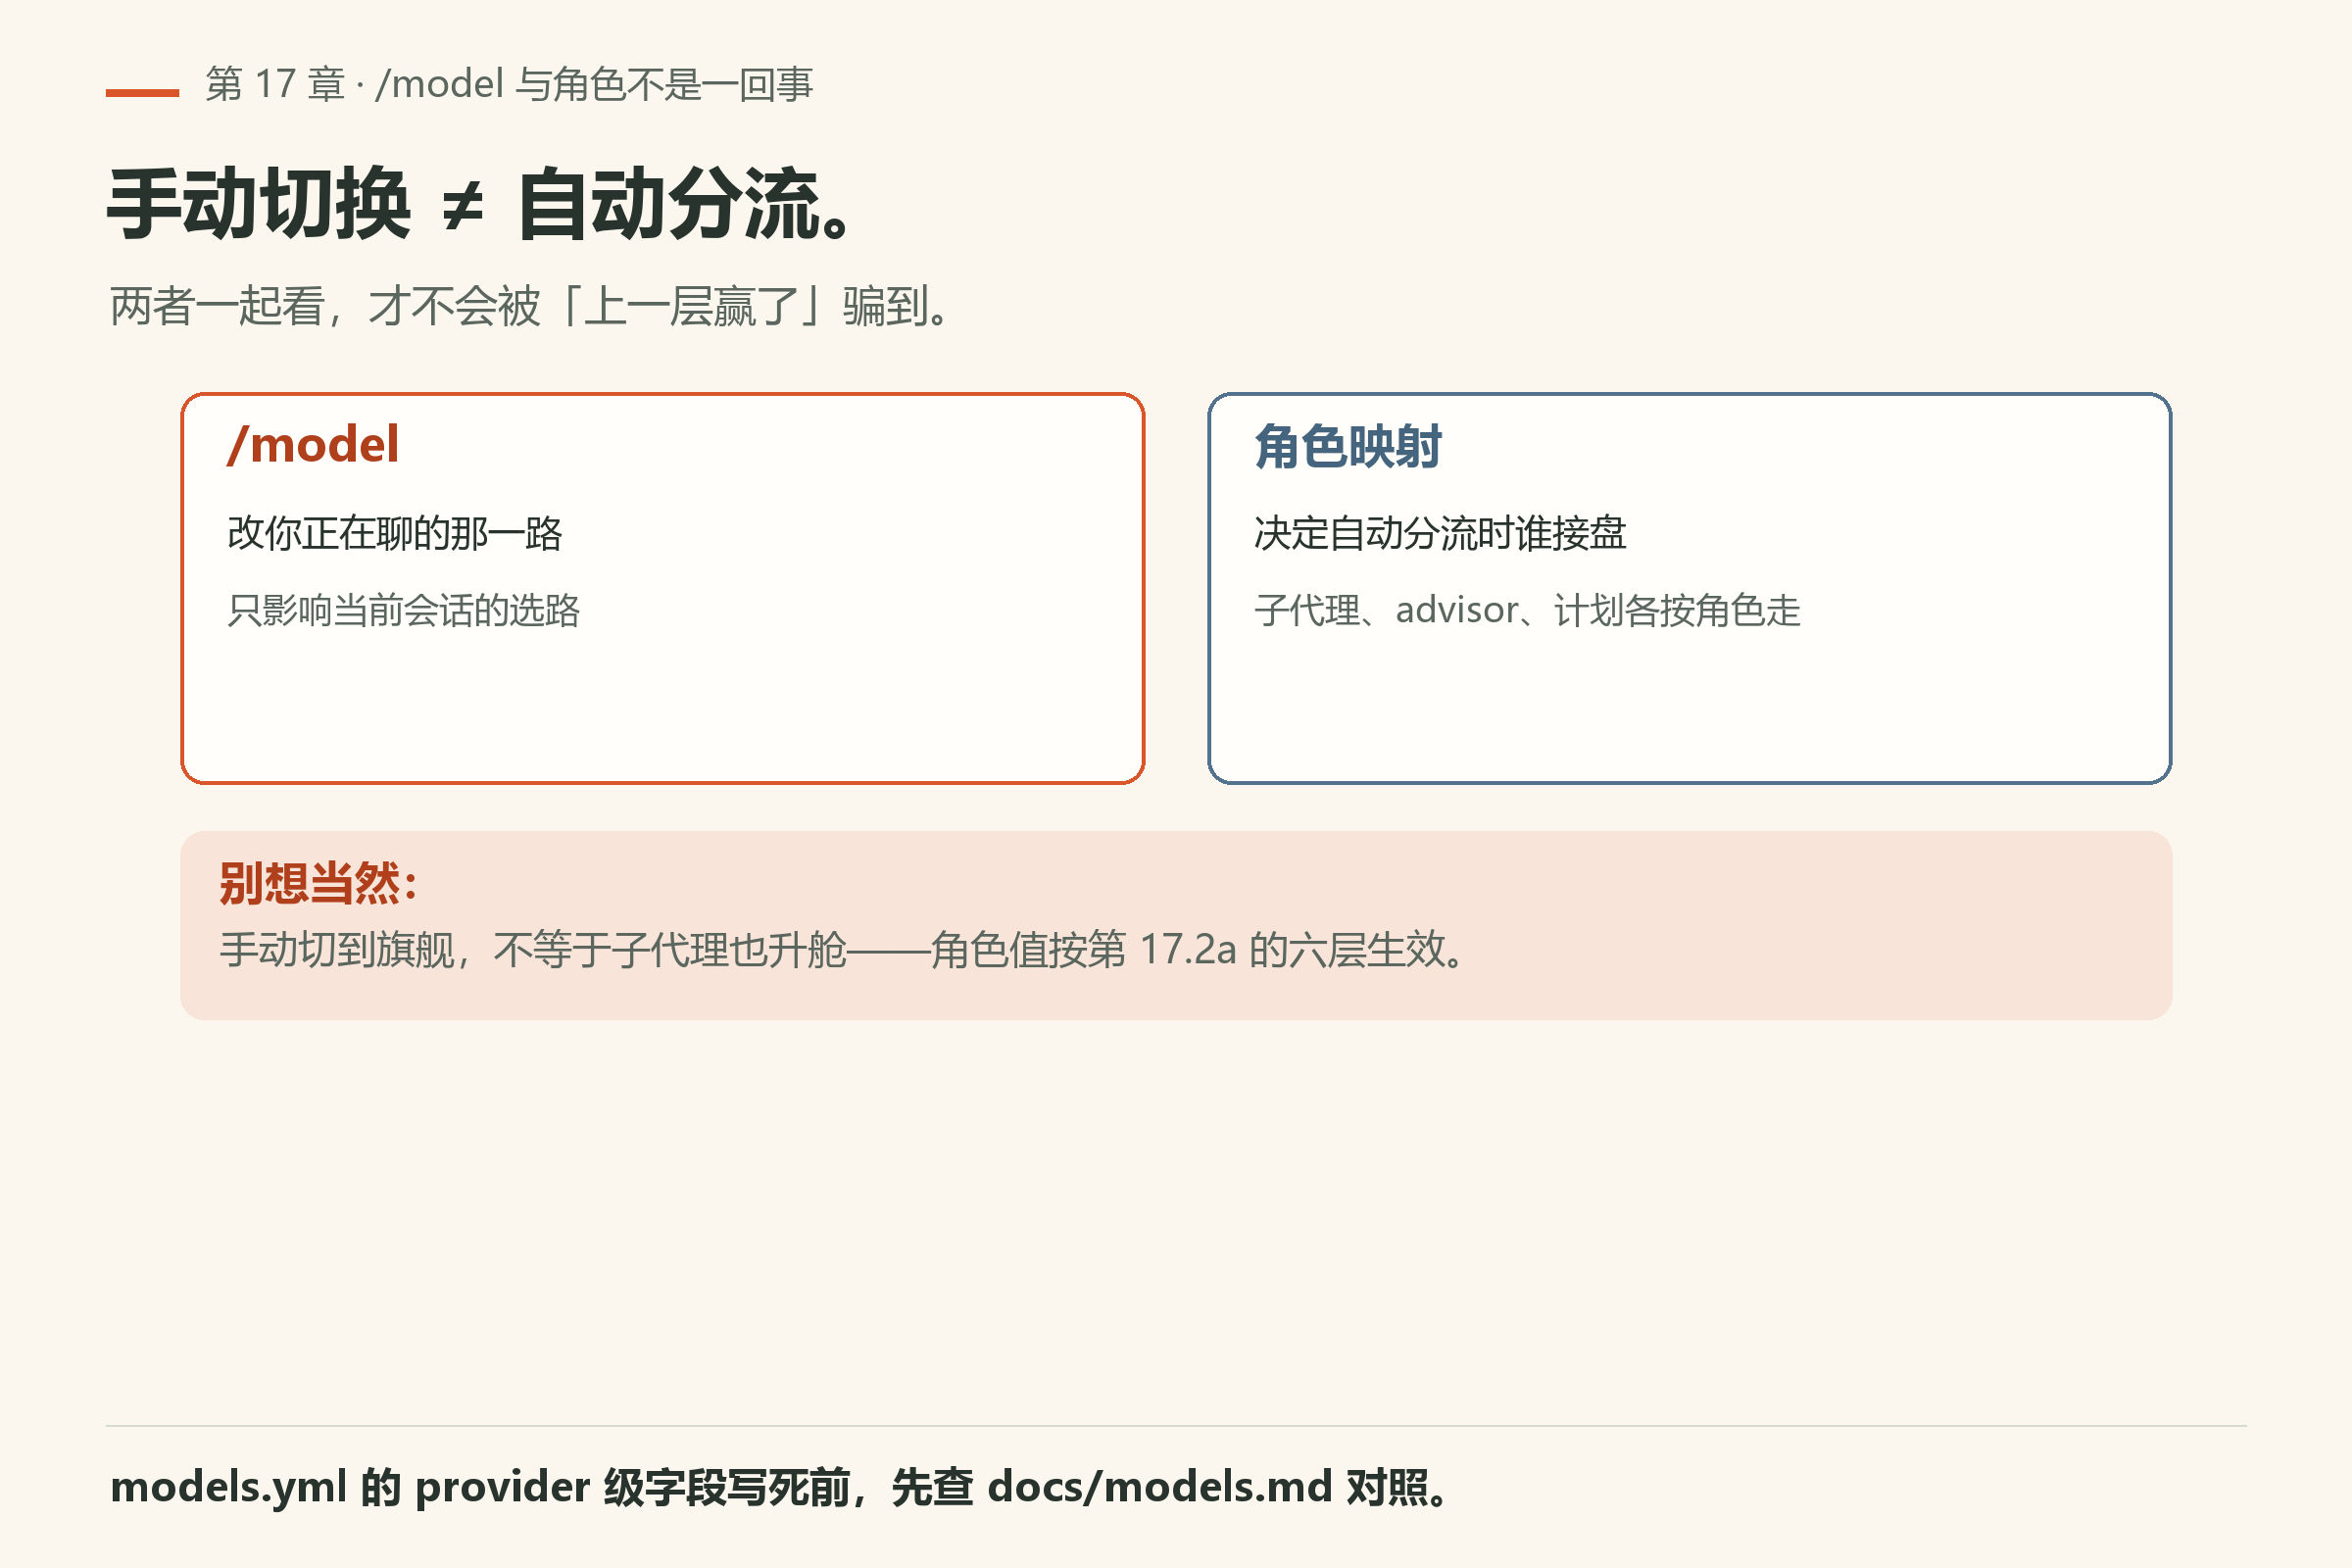 第 17 章 · /model 与角色不是一回事
手动切换 ≠ 自动分流。
两者一起看，才不会被「上一层赢了」骗到。
/model
改你正在聊的那一路
只影响当前会话的选路
角色映射
决定自动分流时谁接盘
子代理、advisor、计划各按角色走
别想当然：
手动切到旗舰，不等于子代理也升舱——角色值按第 17.2a 的六层生效。
models.yml 的 provider 级字段写死前，先查 docs/models.md 对照。